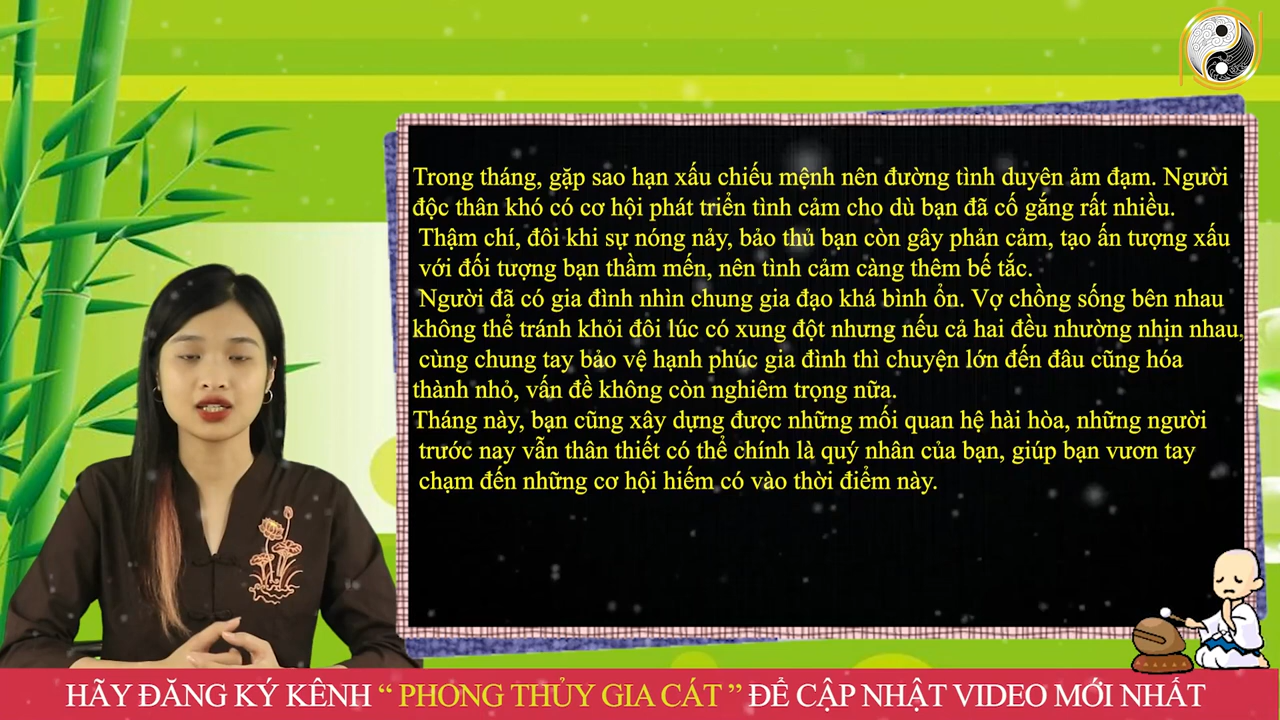 Trong tháng, gặp sao hạn xấu chiếu mệnh nên đường tình duyên ảm đạm. Người
độc thân khó có cơ hội phát triển tình cảm cho dù bạn đã cố gắng rất nhiều.
Thậm chí, đôi khi sự nóng nảy, bảo thủ bạn còn gây phản cảm, tạo ấn tượng xấu
với đối tượng bạn thầm mến, nên tình cảm càng thêm bế tắc.
Người đã có gia đình nhìn chung gia đạo khá bình ổn. Vợ chồng sống bên nhau
không thể tránh khỏi đôi lúc có xung đột nhưng nếu cả hai đều nhường nhịn nhau,
cùng chung tay bảo vệ hạnh phúc gia đình thì chuyện lớn đến đâu cũng hóa
thành nhỏ, vấn đề không còn nghiêm trọng nữa.
Tháng này, bạn cũng xây dựng được những mối quan hệ hài hòa, những người
trước nay vẫn thân thiết có thể chính là quý nhân của bạn, giúp bạn vươn tay
chạm đến những cơ hội hiếm có vào thời điểm này.
HÃY ĐĂNG KÝ KÊNH “ PHONG THỦY GIA CÁT ” ĐỂ CẬP NHẬT VIDEO MỚI NHẤT